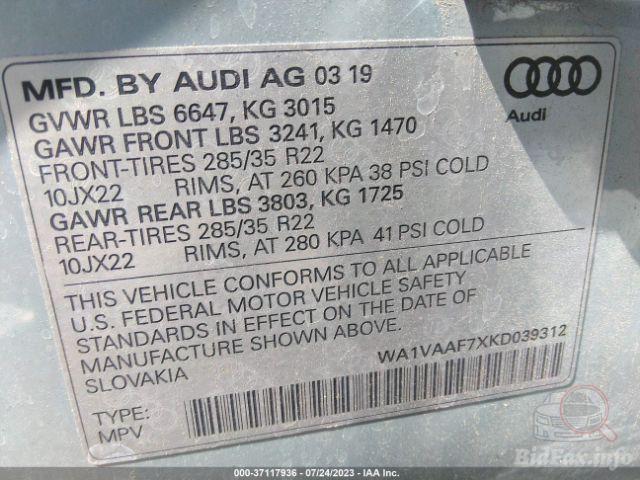 MFD. BY AUDI AG 03 19
GVWR LBS 6647, KG 3015
GAWR FRONT LBS 3241, KG 1470
FRONT-TIRES 285/35 R22
10JX22 RIMS, AT 260 KPA 38 PSI COLD
GAWR REAR LBS 3803, KG 1725
REAR-TIRES 285/35 R22
10JX22 RIMS, AT 280 KPA 41 PSI COLD
Audi
THIS VEHICLE CONFORMS TO ALL APPLICABLE
U.S. FEDERAL MOTOR VEHICLE SAFETY
STANDARDS IN EFFECT ON THE DATE OF
MANUFACTURE SHOWN ABOVE.
SLOVAKIA
WA1VAAF7XKD039312
TYPE:
MPV
BidFax.info
000-37117936 - 07/24/2023 - IAA Inc.